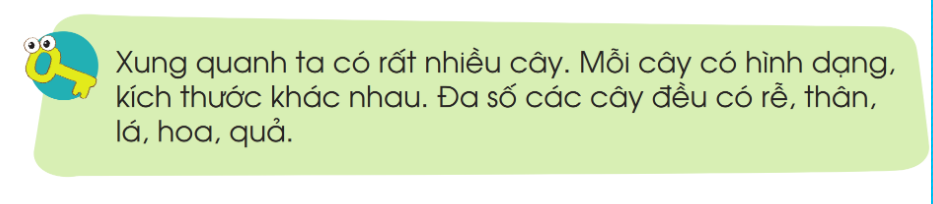 Xung quanh ta có rất nhiều cây. Mỗi cây có hình dạng,
kích thước khác nhau. Đa số các cây đều có rễ, thân,
lá, hoa, quả.